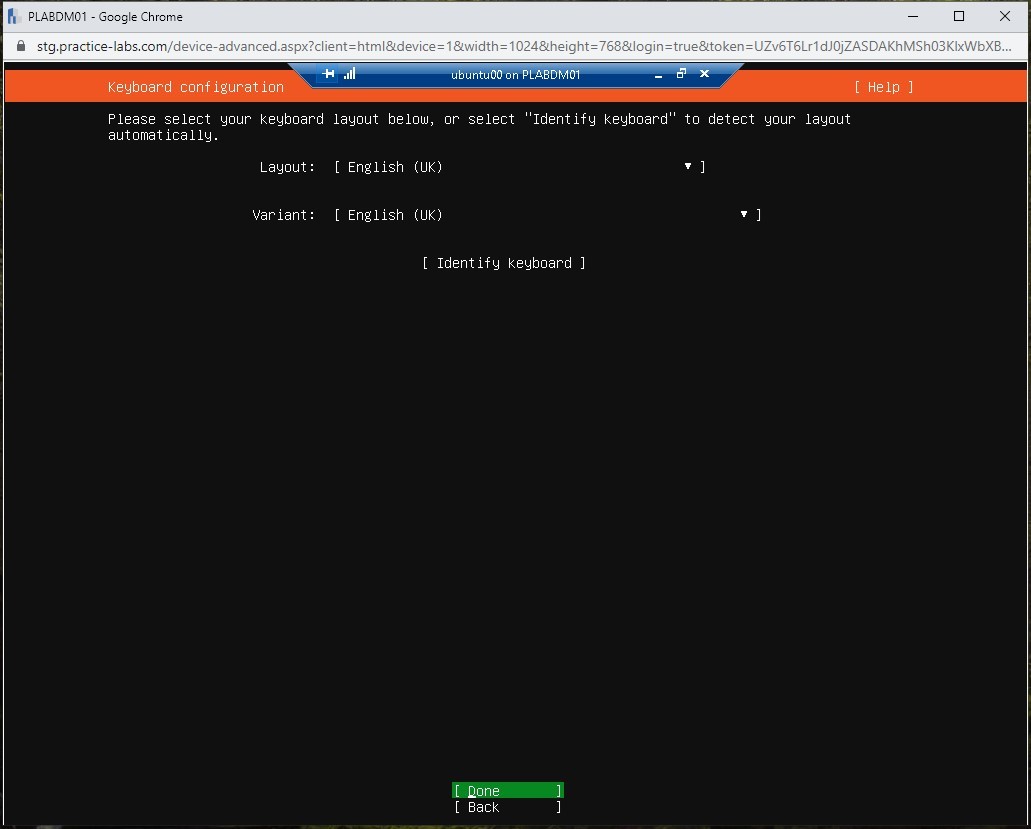 PLABDM01 - Google Chrome
stg.practice-labs.com/device-advanced.aspx?client=html&device=1&width=1024&height=768&login=true&token=UZv6T6Lr1dJ0jZASDAKhMSh03KlxWbXB...
ubuntu00 on PLABDM01
Keyboard configuration [ Help ]
Please select your keyboard layout below, or select "Identify keyboard" to detect your layout
automatically.
Layout: [ English (UK) ▾ ]
Variant: [ English (UK) ▾ ]
[ Identify keyboard ]
[ Done ]
[ Back ]